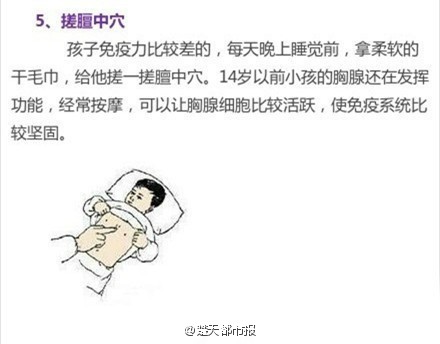 5、搓膻中穴
孩子免疫力比较差的，每天晚上睡觉前，拿柔软的
干毛巾，给他搓一搓膻中穴。14岁以前小孩的胸腺还在发挥
功能，经常按摩，可以让胸腺细胞比较活跃，使免疫系统比
较坚固。
@楚天都市报